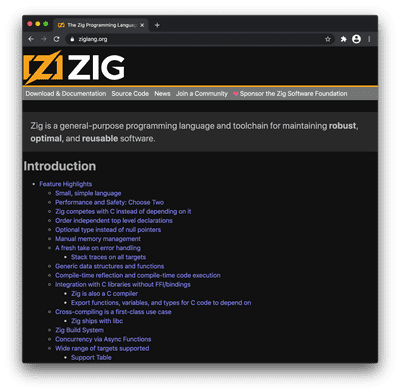 The Zig Programming Languag
ziglang.org
ZIG
Download & Documentation Source Code News Join a Community Sponsor the Zig Software Foundation
Zig is a general-purpose programming language and toolchain for maintaining robust,
optimal, and reusable software.
Introduction
Feature Highlights
Small, simple language
Performance and Safety: Choose Two
Zig competes with C instead of depending on it
Order independent top level declarations
Optional type instead of null pointers
Manual memory management
A fresh take on error handling
Stack traces on all targets
Generic data structures and functions
Compile-time reflection and compile-time code execution
Integration with C libraries without FFI/bindings
Zig is also a C compiler
Export functions, variables, and types for C code to depend on
Cross-compiling is a first-class use case
Zig ships with libc
Zig Build System
Concurrency via Async Functions
Wide range of targets supported
Support Table